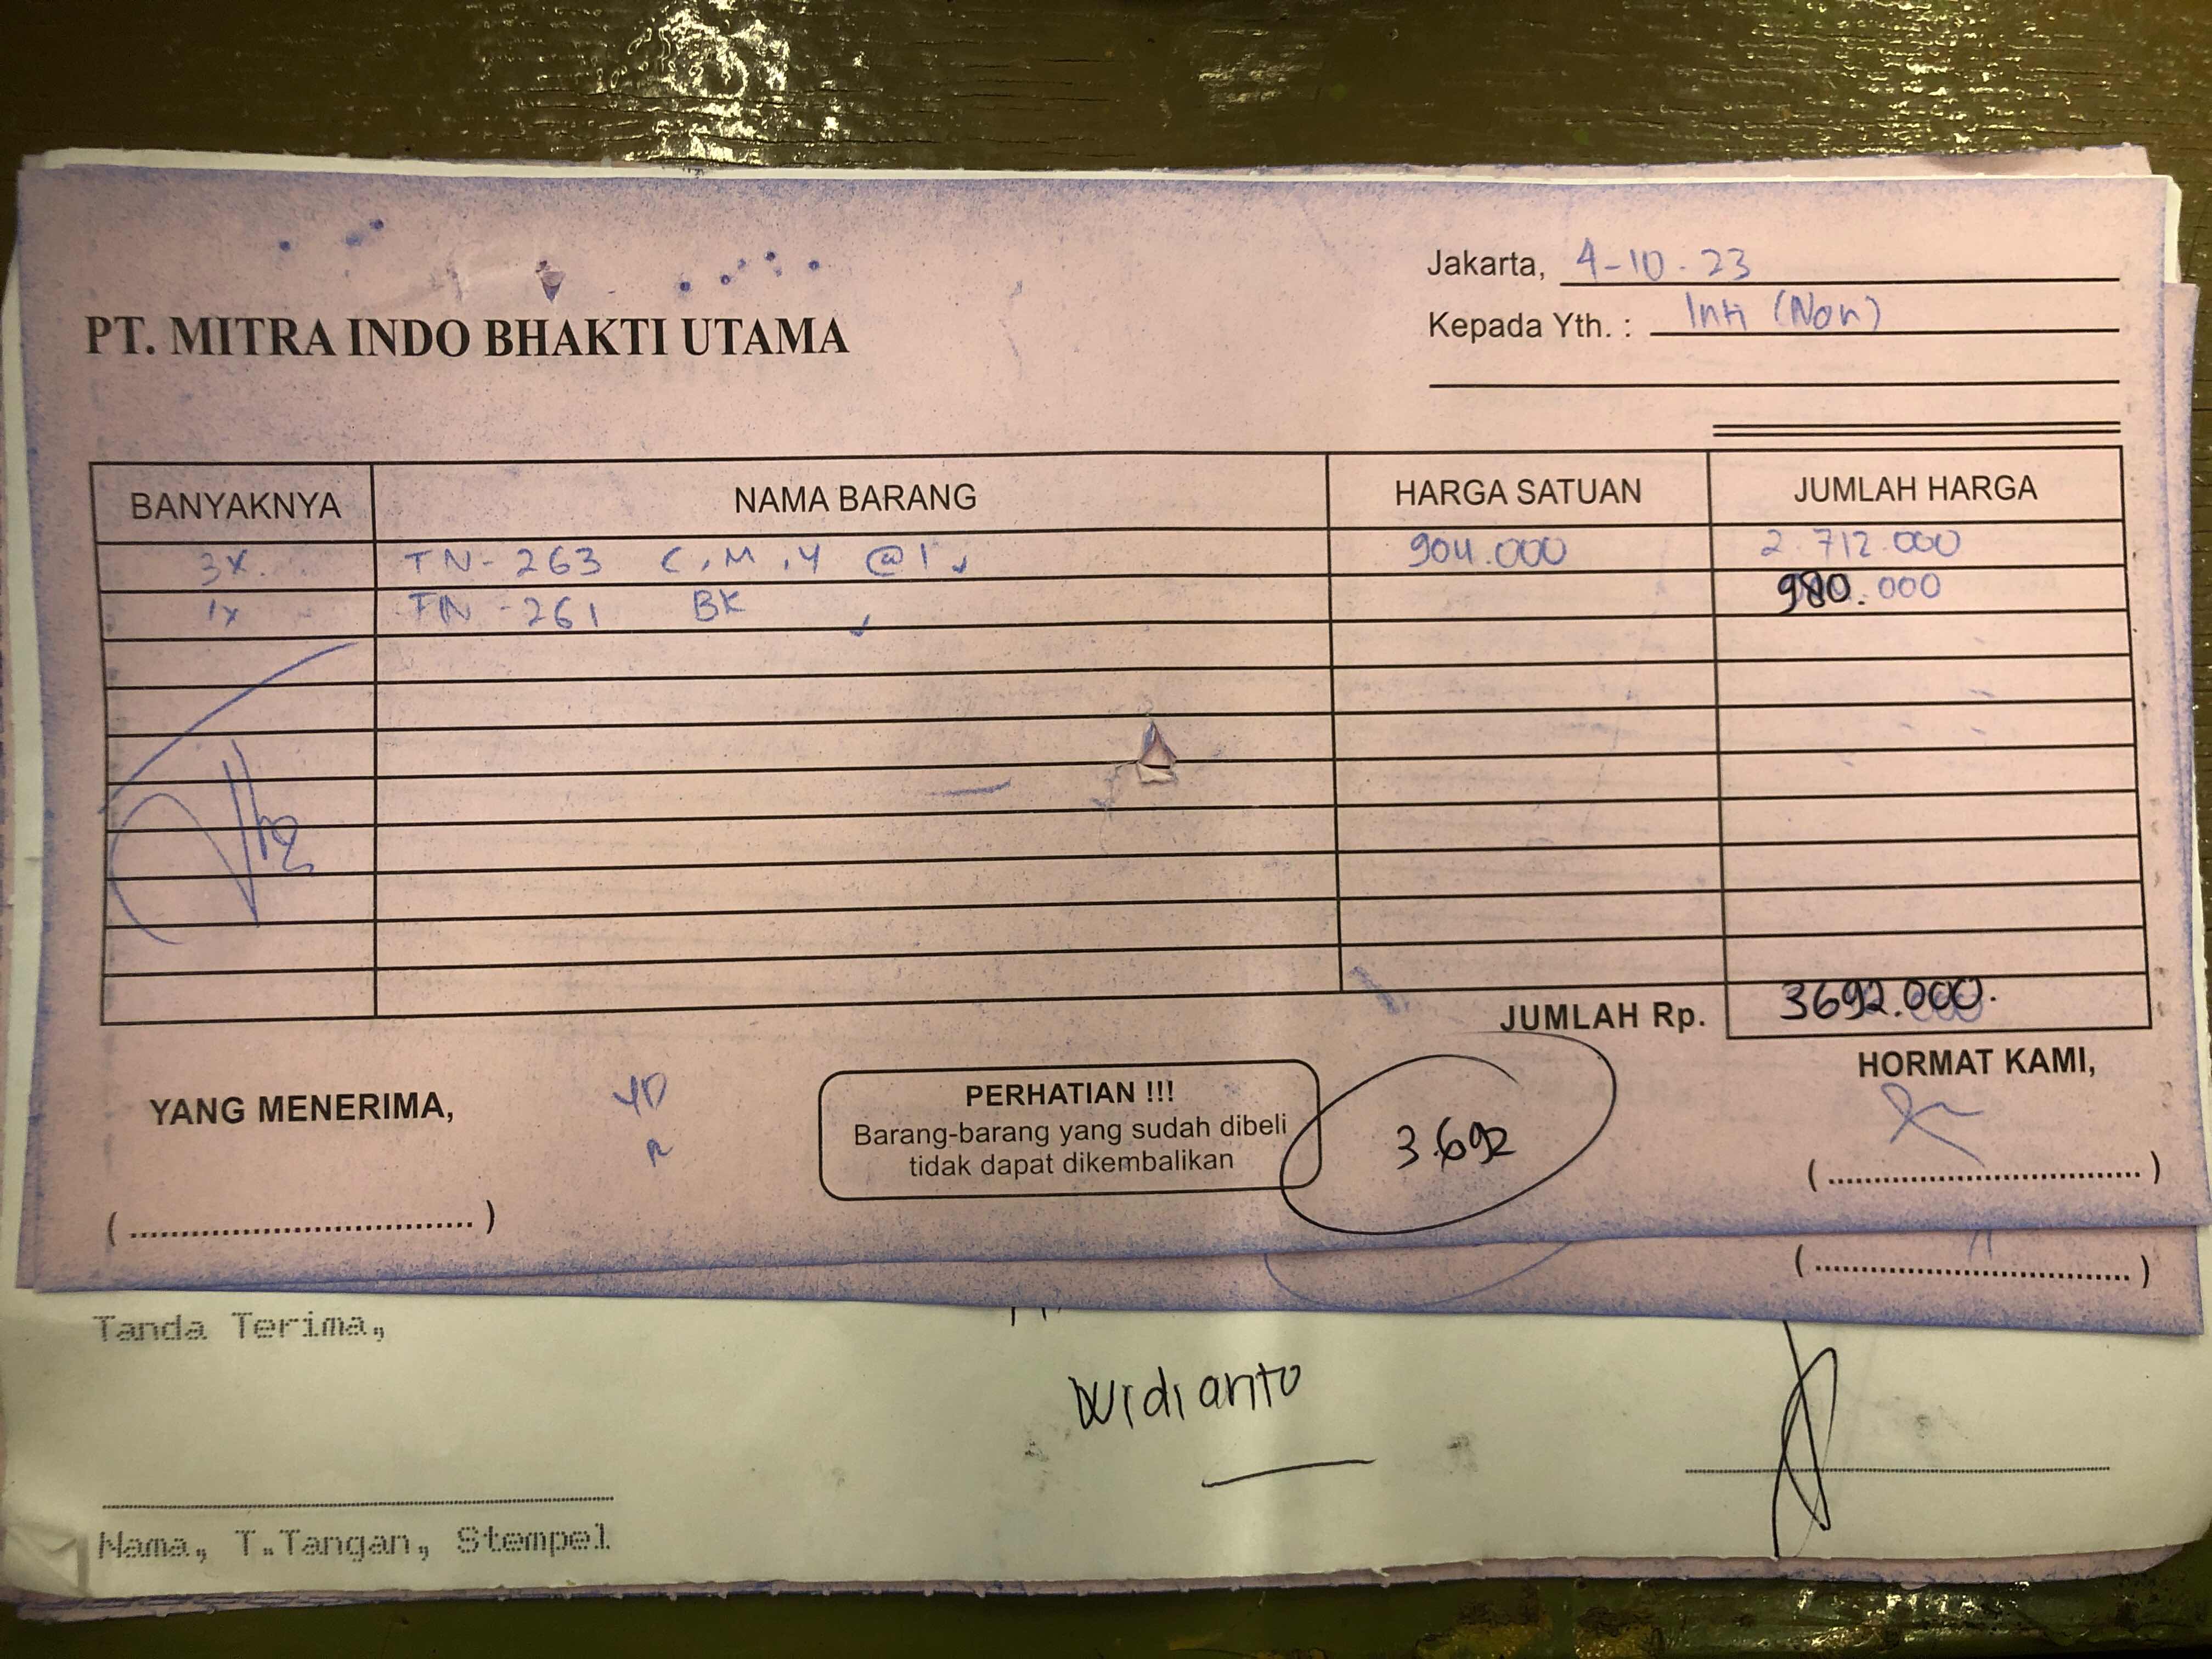 Jakarta, 4-10-23
Kepada Yth. : Inti (Non)
PT. MITRA INDO BHAKTI UTAMA
BANYAKNYA NAMA BARANG HARGA SATUAN JUMLAH HARGA
3x. TN-263 C, M, Y @ 1 904.000 2.712.000
1x TN-261 BK 980.000
JUMLAH Rp. 3692.000.
YANG MENERIMA,
HORMAT KAMI,
PERHATIAN !!!
Barang-barang yang sudah dibeli
tidak dapat dikembalikan
3.692
(................................)
(................................)
(................................)
Tanda Terima,
Widianto
Nama, T.Tangan, Stempel